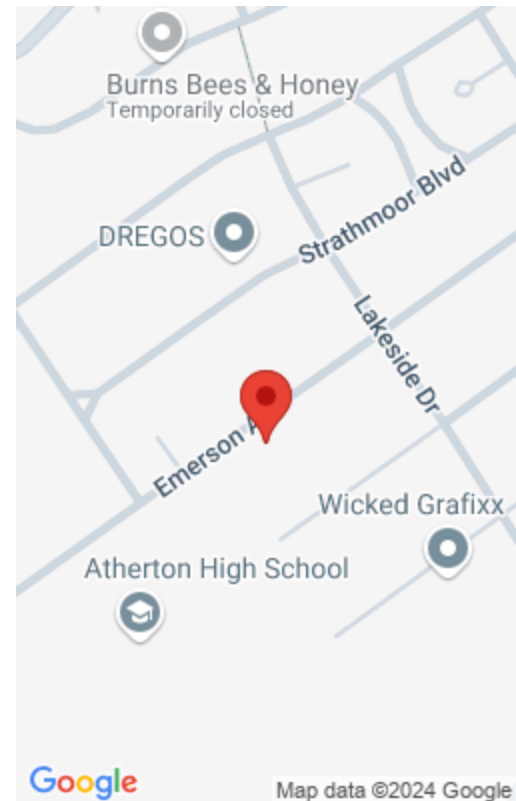 Burns Bees & Honey
Temporarily closed
DREGOS
Strathmoor Blvd
Lakeside Dr
Emerson A
Wicked Grafixx
Atherton High School
Google
Map data ©2024 Google